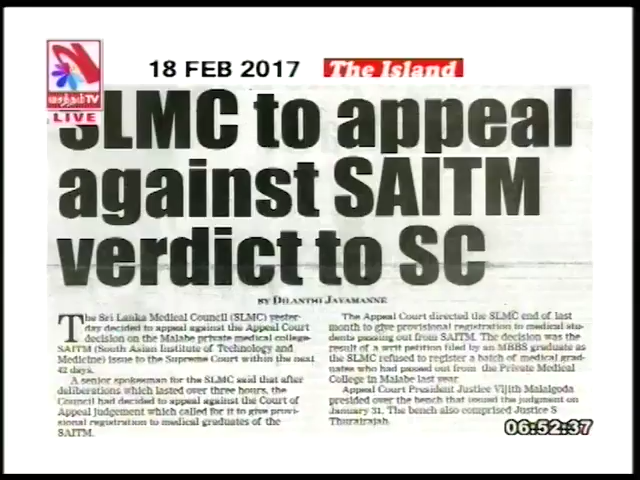 வசந்தம்TV
LIVE
18 FEB 2017
The Island
SLMC to appeal
against SAITM
verdict to SC
BY DILANTHI JAYAMANNE
The Sri Lanka Medical Council (SLMC) yester-
day decided to appeal against the Appeal Court
decision on the Malabe private medical college-
SAITM (South Asian Institute of Technology and
Medicine) issue to the Supreme Court within the next
42 days.
A senior spokesman for the SLMC said that after
deliberations which lasted over three hours, the
Council had decided to appeal against the Court of
Appeal judgement which called for it to give provi-
sional registration to medical graduates of the
SAITM.
The Appeal Court directed the SLMC end of last
month to give provisional registration to medical stu-
dents passing out from SAITM. The decision was the
result of a writ petition filed by an MBBS graduate as
the SLMC refused to register a batch of medical grad-
uates who had passed out from the Private Medical
College in Malabe last year.
Appeal Court President Justice Vijith Malalgoda
presided over the bench that issued the judgment on
January 31. The bench also comprised Justice S
Thurairajah.
06:52:37